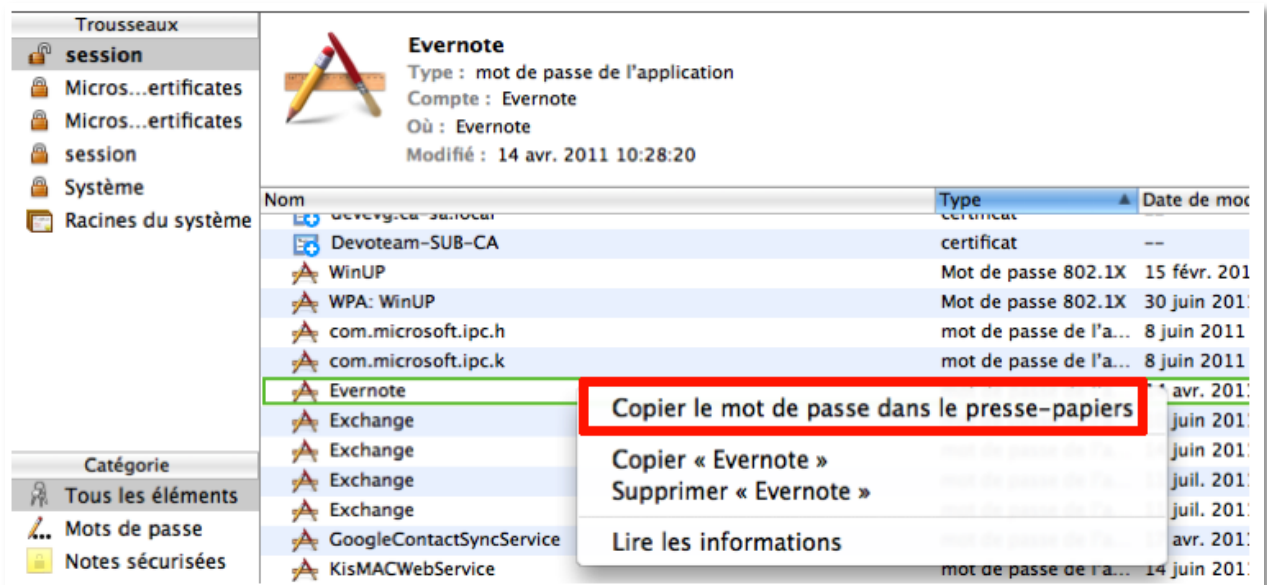 Trousseaux
session
Micros...ertificates
Micros...ertificates
session
Système
Racines du système
Catégorie
Tous les éléments
Mots de passe
Notes sécurisées
Evernote
Type : mot de passe de l'application
Compte : Evernote
Où : Evernote
Modifié : 14 avr. 2011 10:28:20
Nom Type Date de mod
certificat --
Devoteam-SUB-CA certificat --
WinUP Mot de passe 802.1X 15 févr. 201
WPA: WinUP Mot de passe 802.1X 30 juin 201
com.microsoft.ipc.h mot de passe de l'a... 8 juin 2011
com.microsoft.ipc.k mot de passe de l'a... 8 juin 2011
Evernote avr. 201
Exchange juin 201
Exchange juin 201
Exchange juil. 201
Exchange juil. 201
GoogleContactSyncService avr. 201
KisMACWebService mot de passe de l'a... 14 juin 201
Copier le mot de passe dans le presse-papiers
Copier « Evernote »
Supprimer « Evernote »
Lire les informations